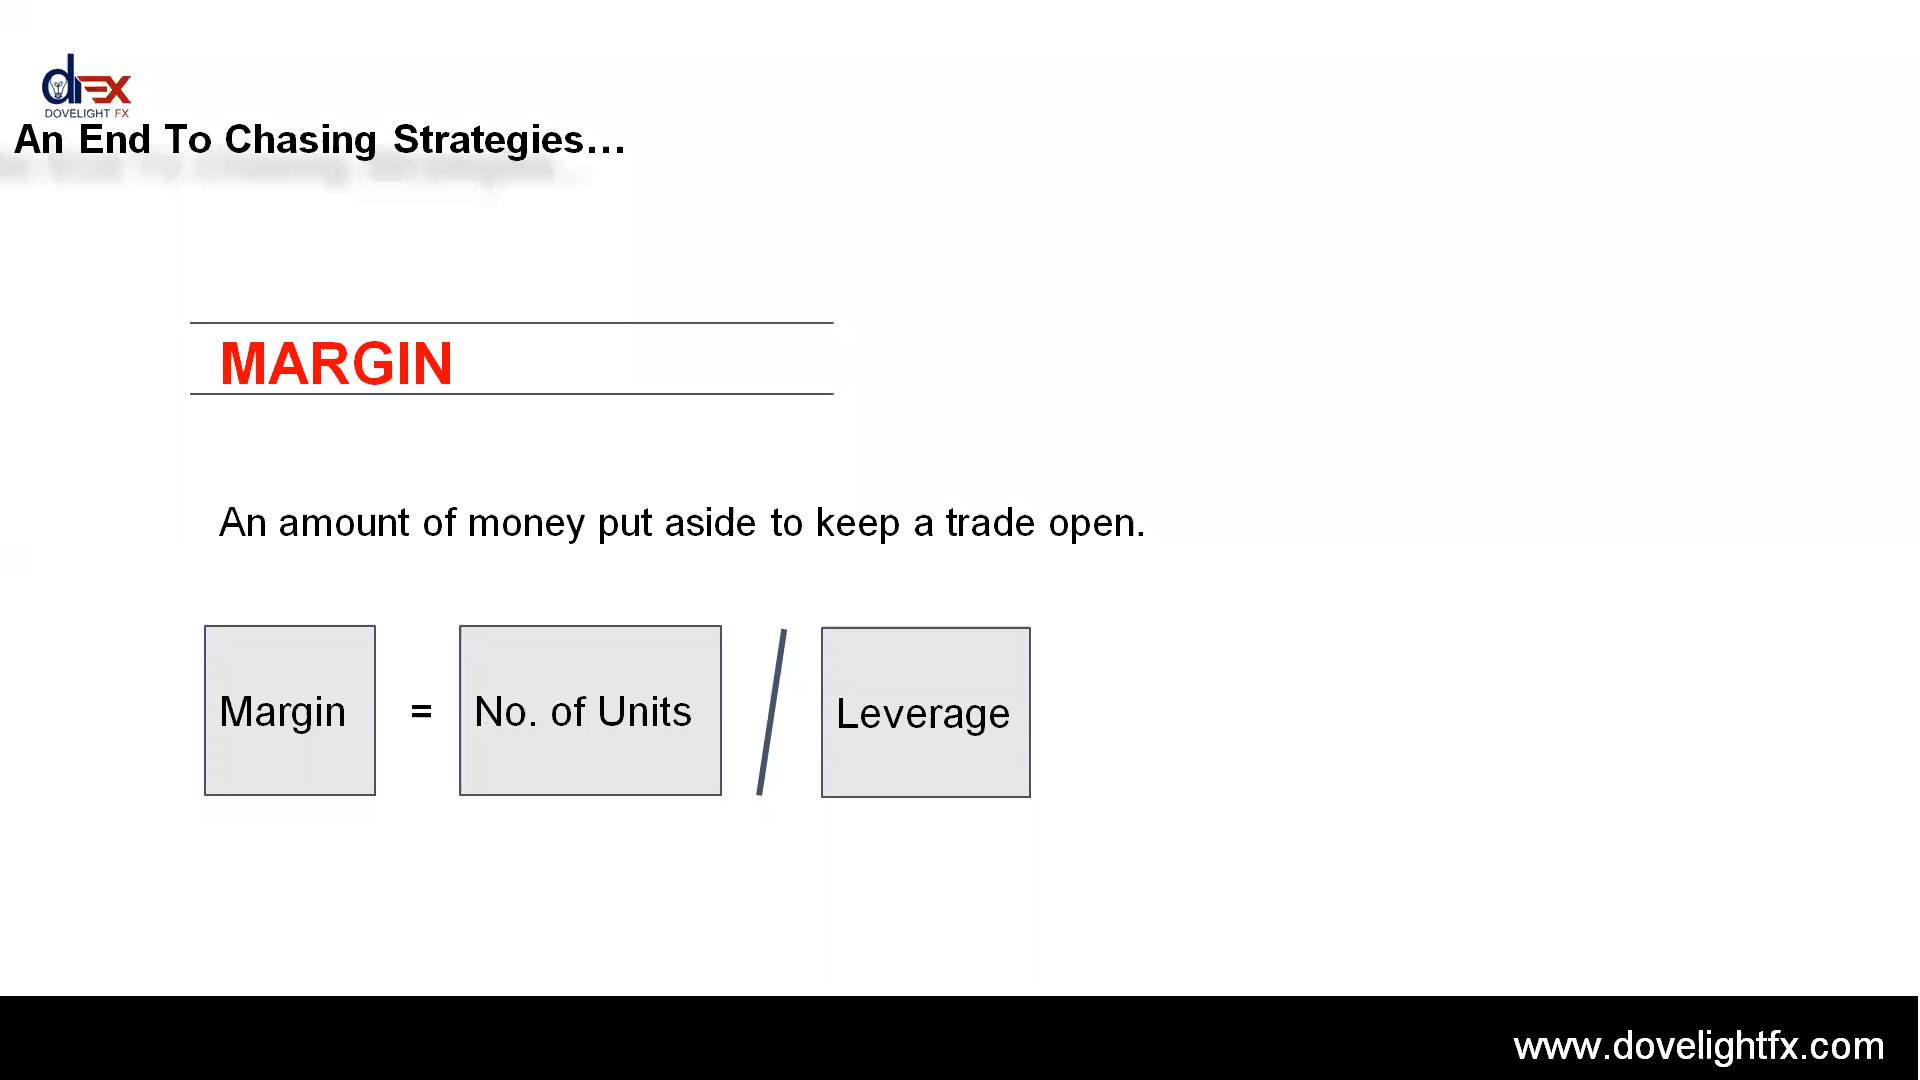 DOVELIGHT FX
An End To Chasing Strategies…
MARGIN
An amount of money put aside to keep a trade open.
Margin = No. of Units / Leverage
www.dovelightfx.com